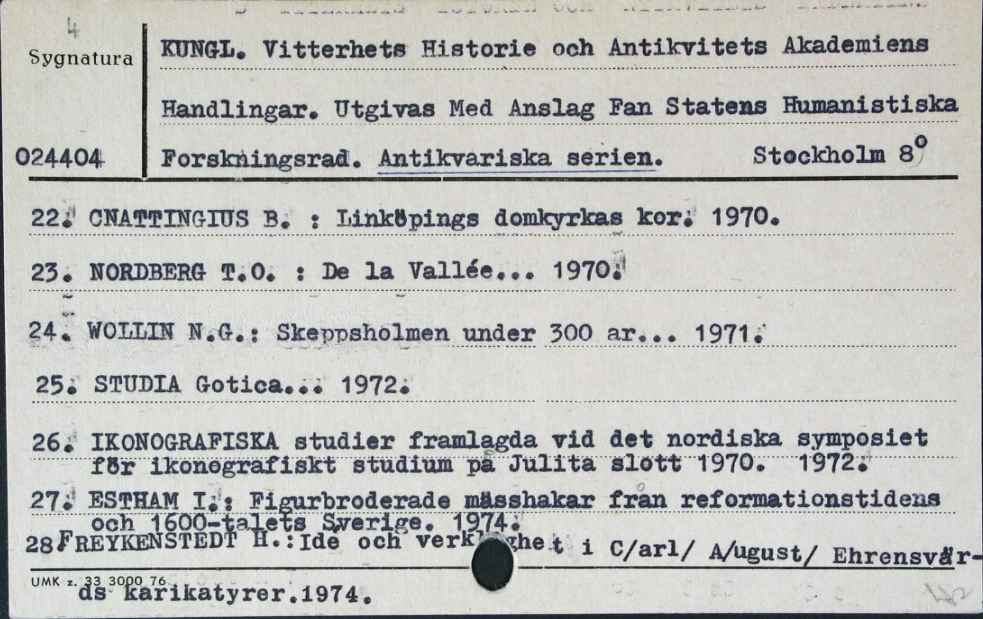 4
Sygnatura
KUNGL. Vitterhets Historie och Antikvitets Akademiens
Handlingar. Utgivas Med Anslag Fan Statens Humanistiska
024404 Forskningsrad. Antikvariska serien. Stockholm 8°
22. CNATTINGIUS B. : Linköpings domkyrkas kor. 1970.
23. NORDBERG T.O. : De la Vallée... 1970.
24. WOLLIN N.G.: Skeppsholmen under 300 ar... 1971.
25. STUDIA Gotica... 1972.
26. IKONOGRAFISKA studier framlagda vid det nordiska symposiet
för ikonografiskt studium på Julita slott 1970. 1972.
27. ESTHAM I.: Figurbroderade mässhakar från reformationstidens
och 1600-talets Sverige. 1974.
28 FREYKENSTEDT H.:Ide och i C/arl/ A/ugust/ Ehrensvär-
UMK z. 33 3000 76
ds karikatyrer.1974.